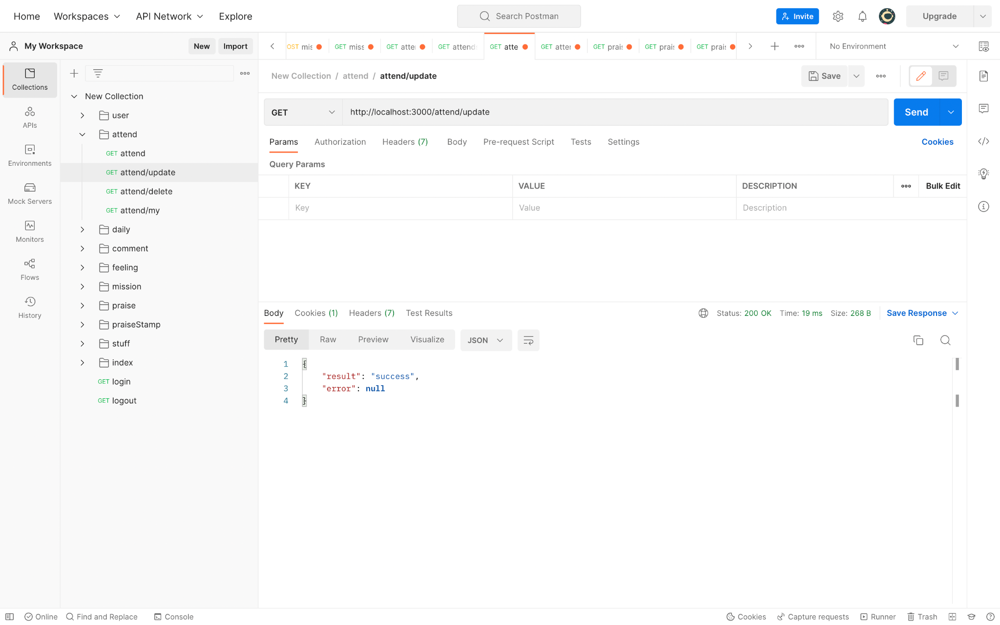 Home Workspaces API Network Explore Search Postman Invite Upgrade
My Workspace New Import
OST mis GET miss GET atter GET attend GET atte GET atter GET prais GET prais GET prais No Environment
New Collection / attend / attend/update Save
GET http://localhost:3000/attend/update Send
Params Authorization Headers (7) Body Pre-request Script Tests Settings Cookies
Query Params
KEY VALUE DESCRIPTION Bulk Edit
Key Value Description
Collections
APIs
Environments
Mock Servers
Monitors
Flows
History
New Collection
user
attend
GET attend
GET attend/update
GET attend/delete
GET attend/my
daily
comment
feeling
mission
praise
praiseStamp
stuff
index
GET login
GET logout
Body Cookies (1) Headers (7) Test Results Status: 200 OK Time: 19 ms Size: 268 B Save Response
Pretty Raw Preview Visualize JSON
1 {
2 "result": "success",
3 "error": null
4 }
Online Find and Replace Console Cookies Capture requests Runner Trash